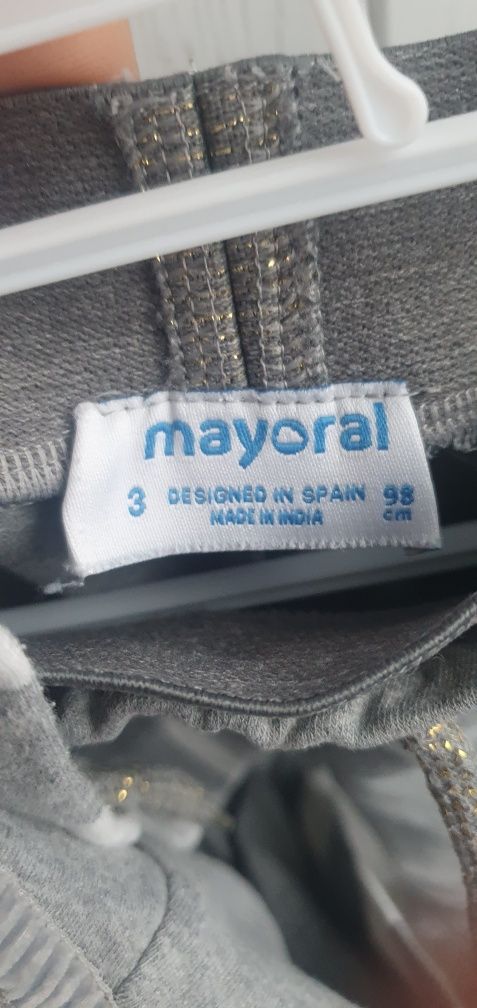 mayoral
3 DESIGNED IN SPAIN 98
MADE IN INDIA cm